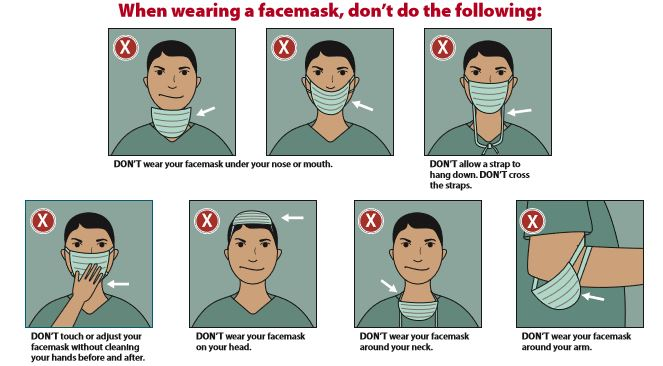 When wearing a facemask, don't do the following:
X
X
X
DON'T wear your facemask under your nose or mouth.
DON'T allow a strap to
hang down. DON'T cross
the straps.
X
X
X
X
DON'T touch or adjust your
facemask without cleaning
your hands before and after.
DON'T wear your facemask
on your head.
DON'T wear your facemask
around your neck.
DON'T wear your facemask
around your arm.